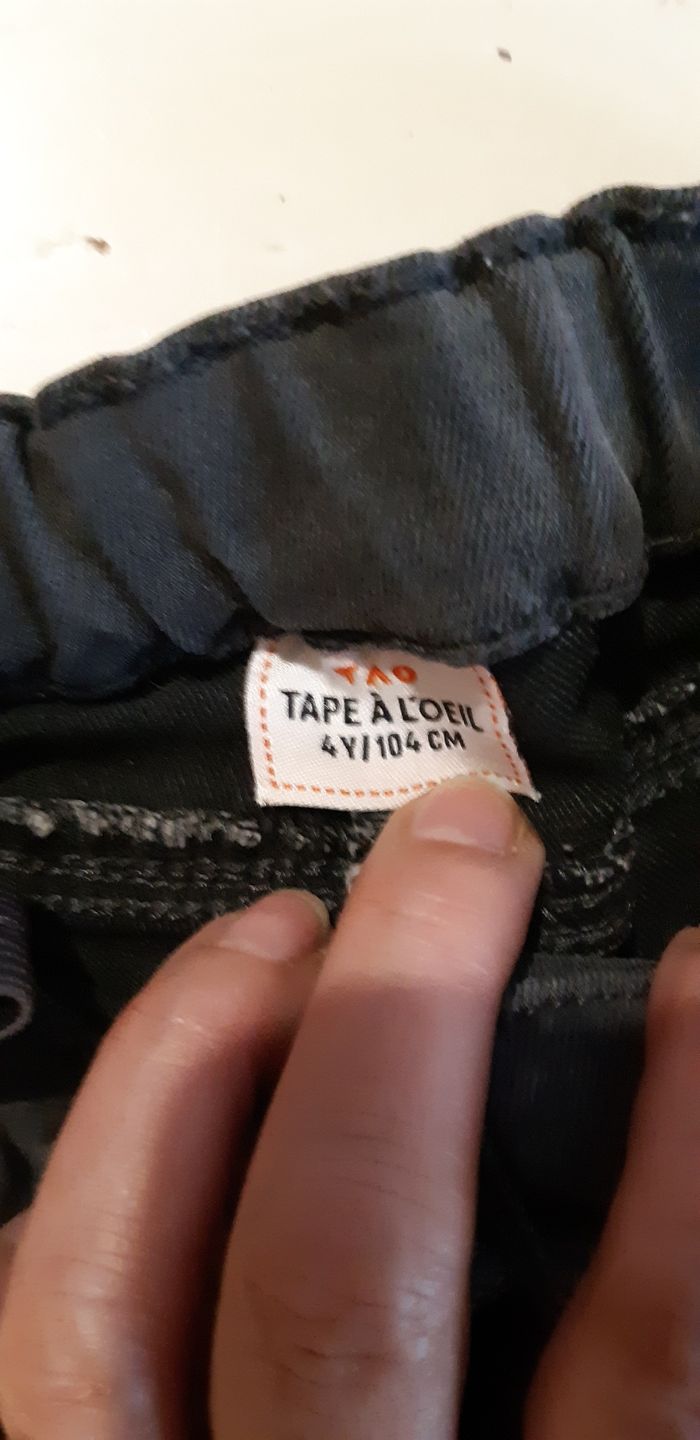 TAO
TAPE À L'OEIL
4Y/104 CM